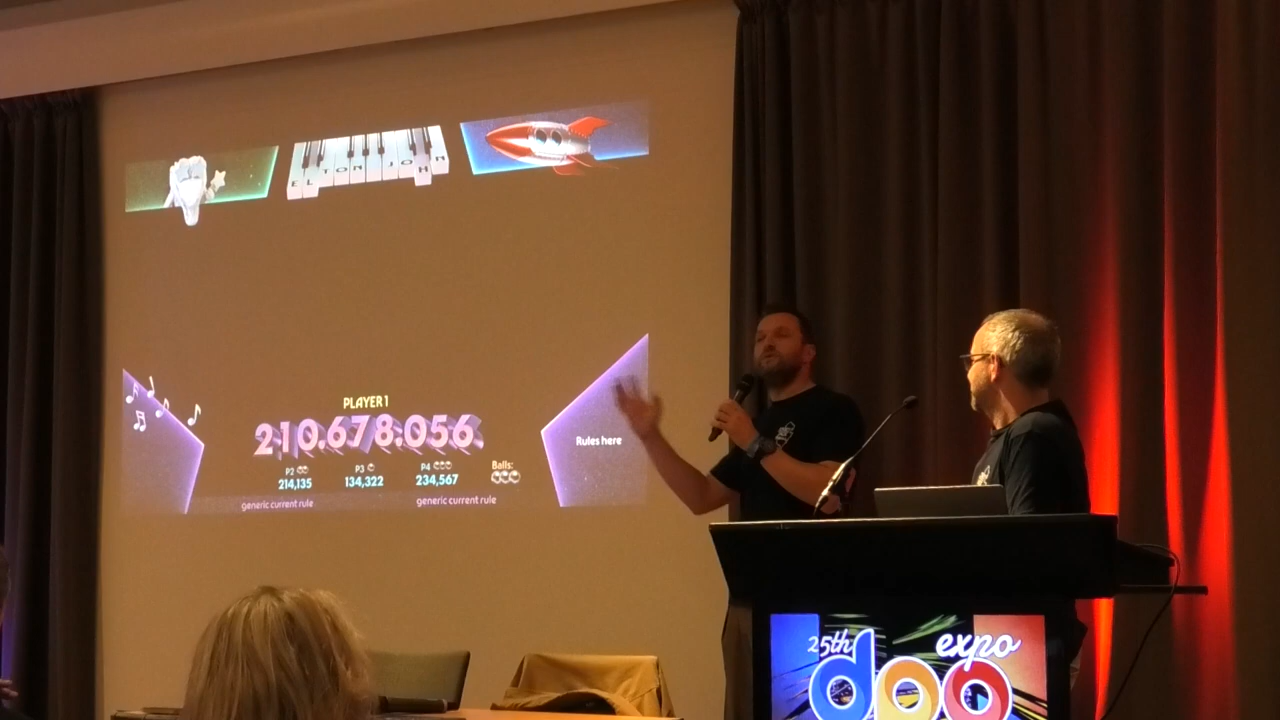 ELTON JOHN
PLAYER 1
210.678.056
P2 P3 P4 Balls:
214,135 134,322 234,567
generic current rule generic current rule
Rules here
25th expo
dpo